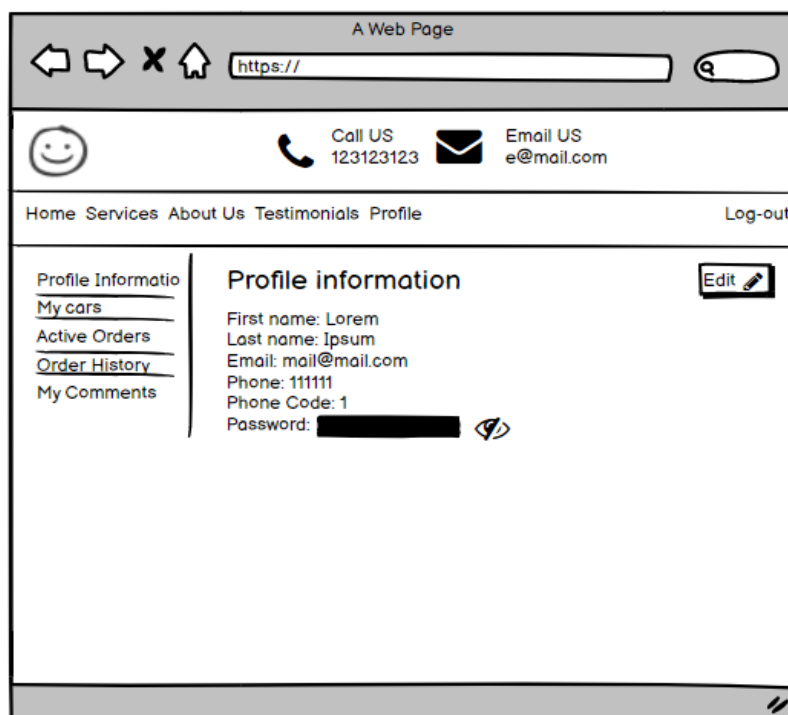 A Web Page
https://
Call US
123123123
Email US
e@mail.com
Home Services About Us Testimonials Profile Log-out
Profile Informatio
My cars
Active Orders
Order History
My Comments
Profile information
Edit
First name: Lorem
Last name: Ipsum
Email: mail@mail.com
Phone: 111111
Phone Code: 1
Password: